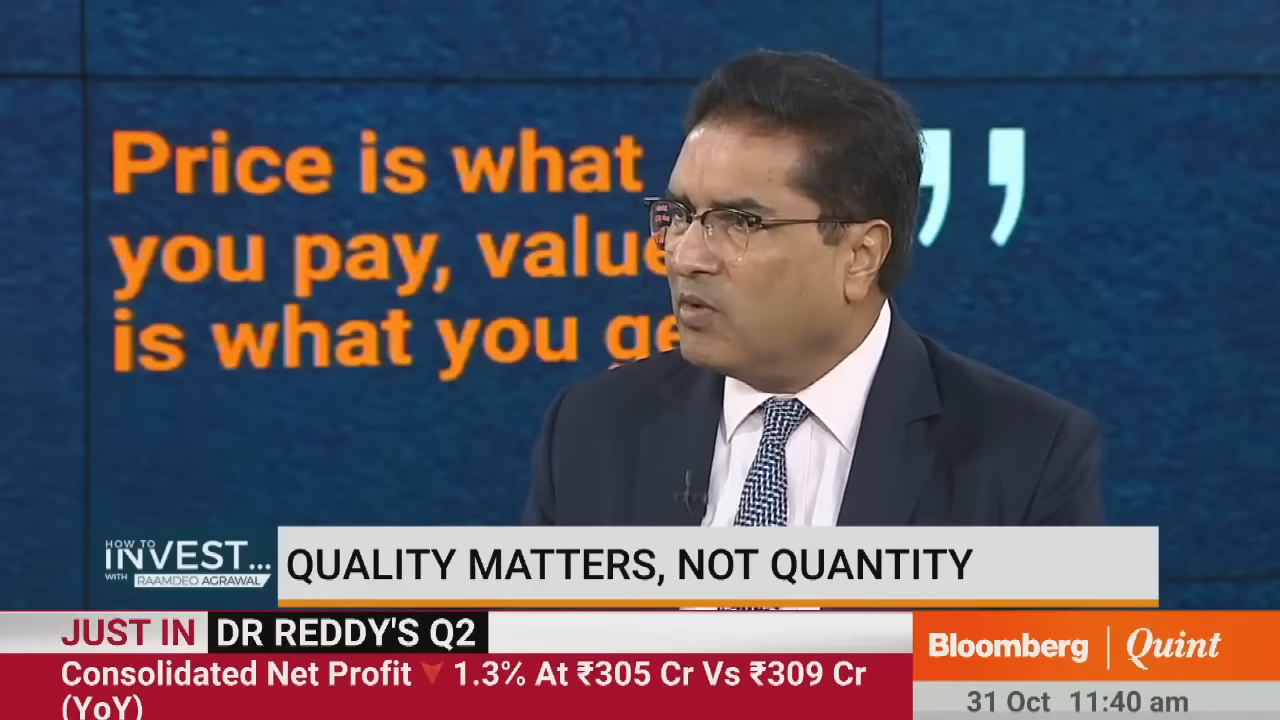 Price is what
you pay, value
is what you ge
”
HOW TO
INVEST...
WITH RAAMDEO AGRAWAL
QUALITY MATTERS, NOT QUANTITY
JUST IN DR REDDY'S Q2
Consolidated Net Profit ▼ 1.3% At ₹305 Cr Vs ₹309 Cr
(YoY)
Bloomberg | Quint
31 Oct 11:40 am